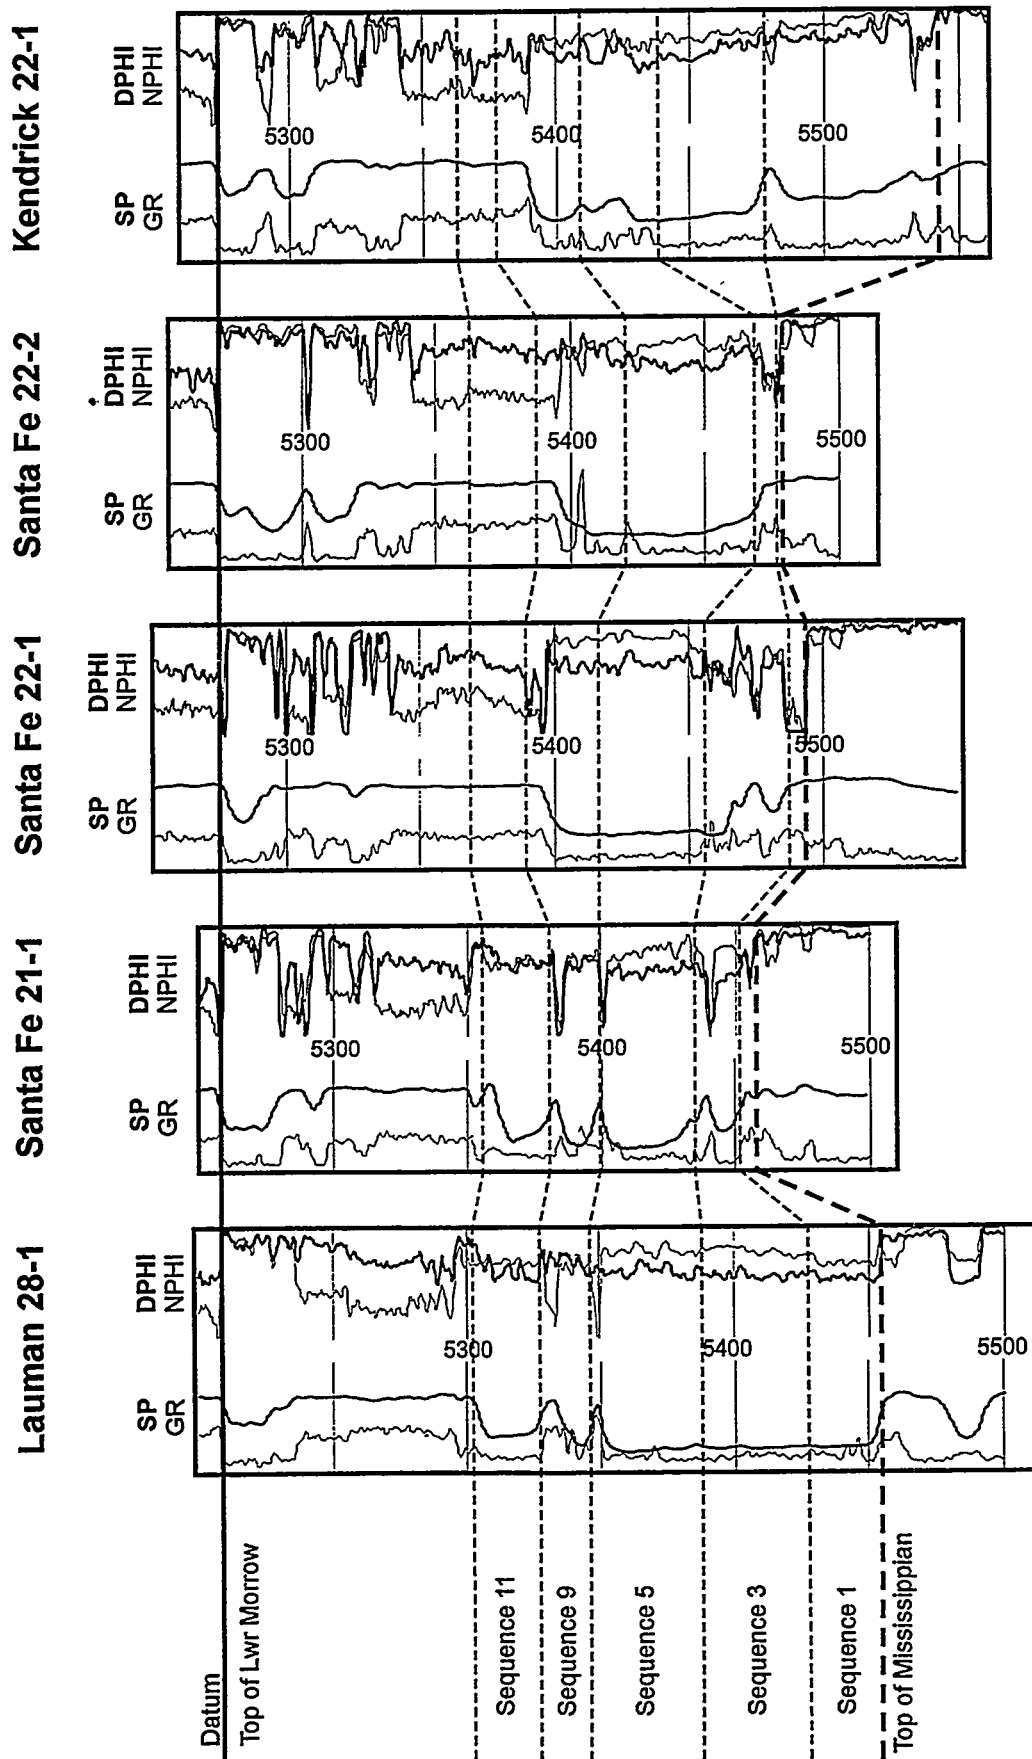 Kendrick 22-1
DPHI
NPHI
5300
5400
5500
SP
GR
Santa Fe 22-2
DPHI
NPHI
5300
5400
5500
SP
GR
Santa Fe 22-1
DPHI
NPHI
5300
5400
5500
SP
GR
Santa Fe 21-1
DPHI
NPHI
5300
5400
5500
SP
GR
Lauman 28-1
DPHI
NPHI
5300
5400
5500
SP
GR
Datum
Top of Lwr Morrow
Sequence 11
Sequence 9
Sequence 5
Sequence 3
Sequence 1
Top of Mississippian